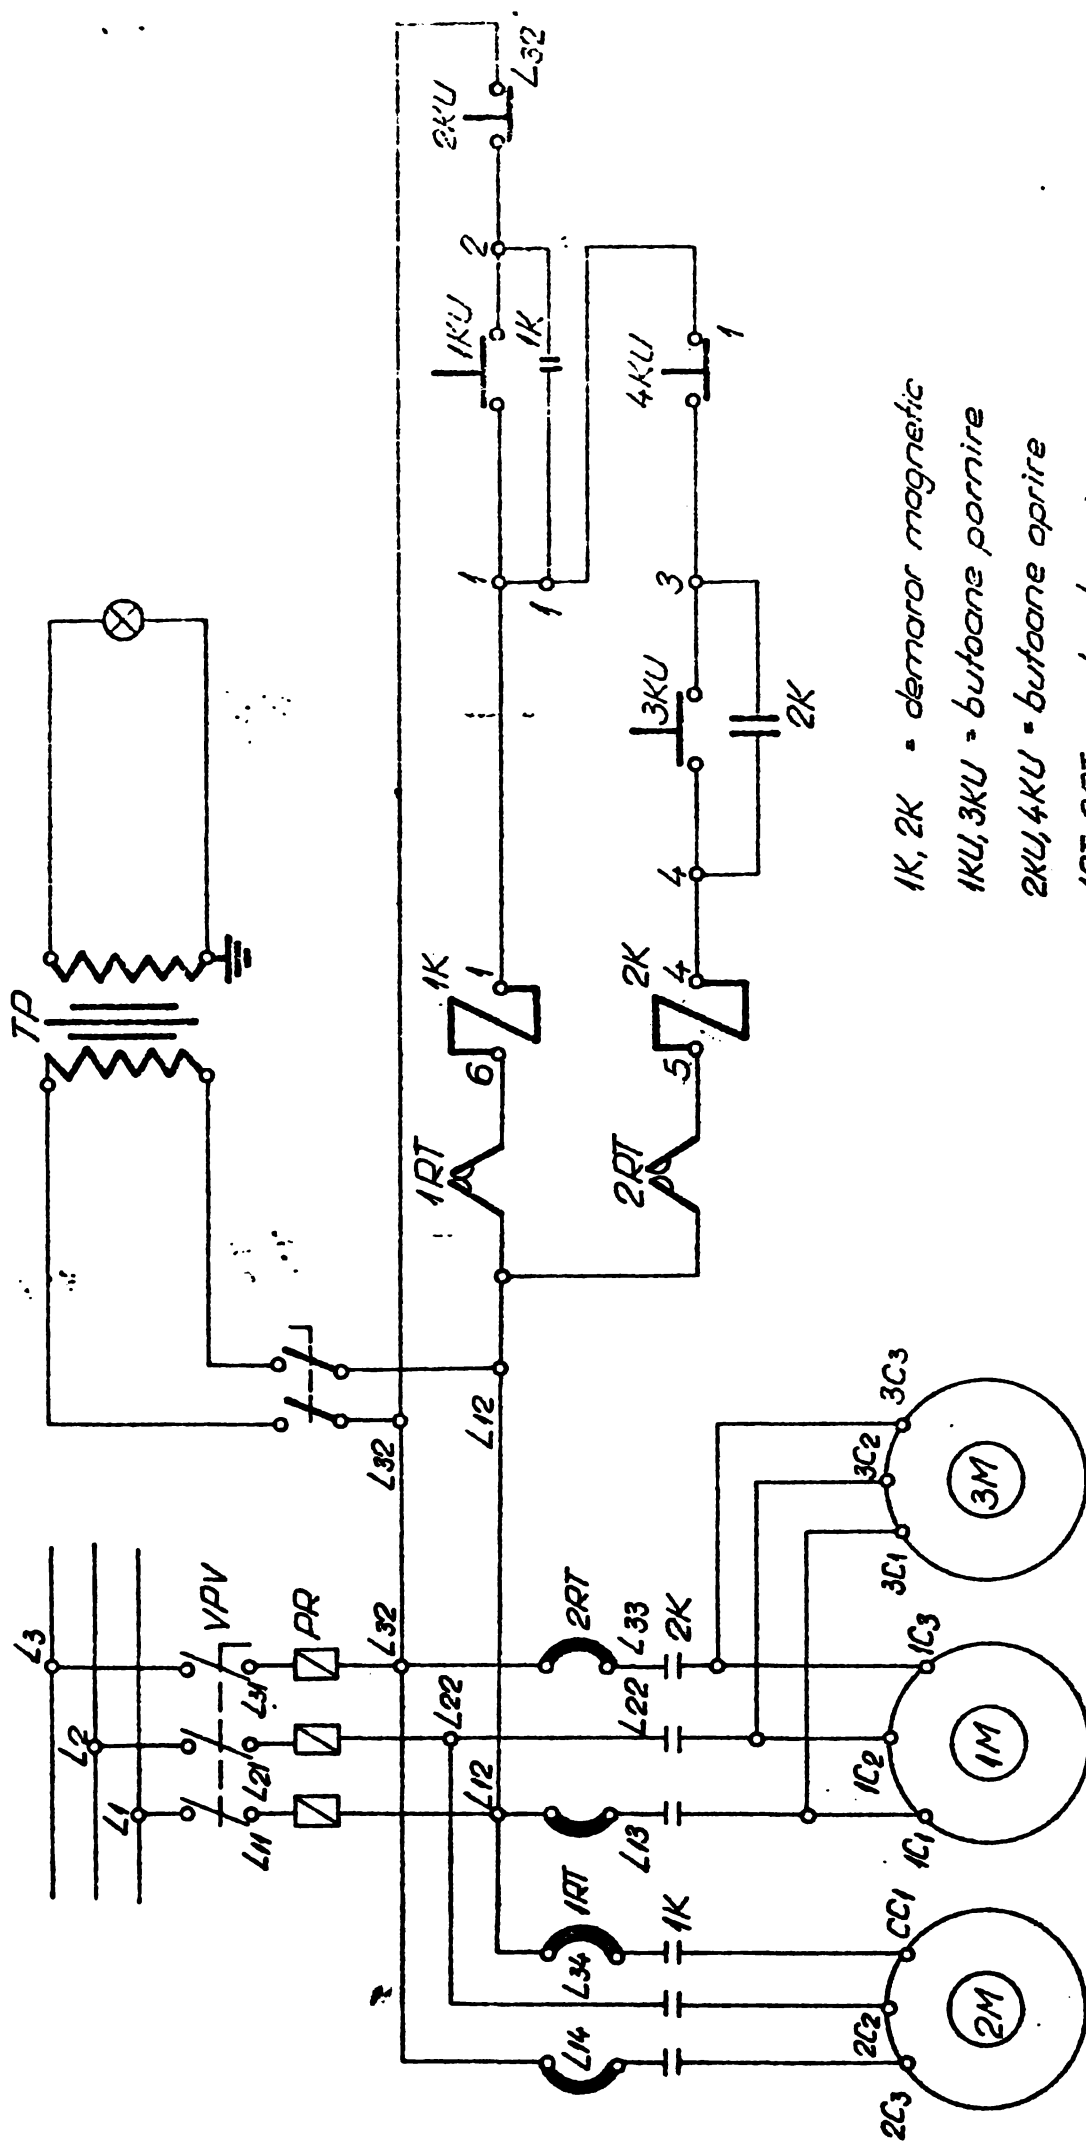 L1
L2
L3
VPV
L11
L21
L31
PR
L12
L22
L32
L32
L12
TP
1RT
L14
L34
1K
2RT
L13
L22
L33
2K
2C3
2C2
CC1
2M
1C1
1C2
1C3
1M
3C1
3C2
3C3
3M
1RT
6
1K
1
1
1
1KU
1K
2
2KU
L32
2RT
5
2K
4
4
3KU
2K
3
4KU
1
1K, 2K = demaror magnetic
1KU, 3KU = butoane pornire
2KU, 4KU = butoane oprire